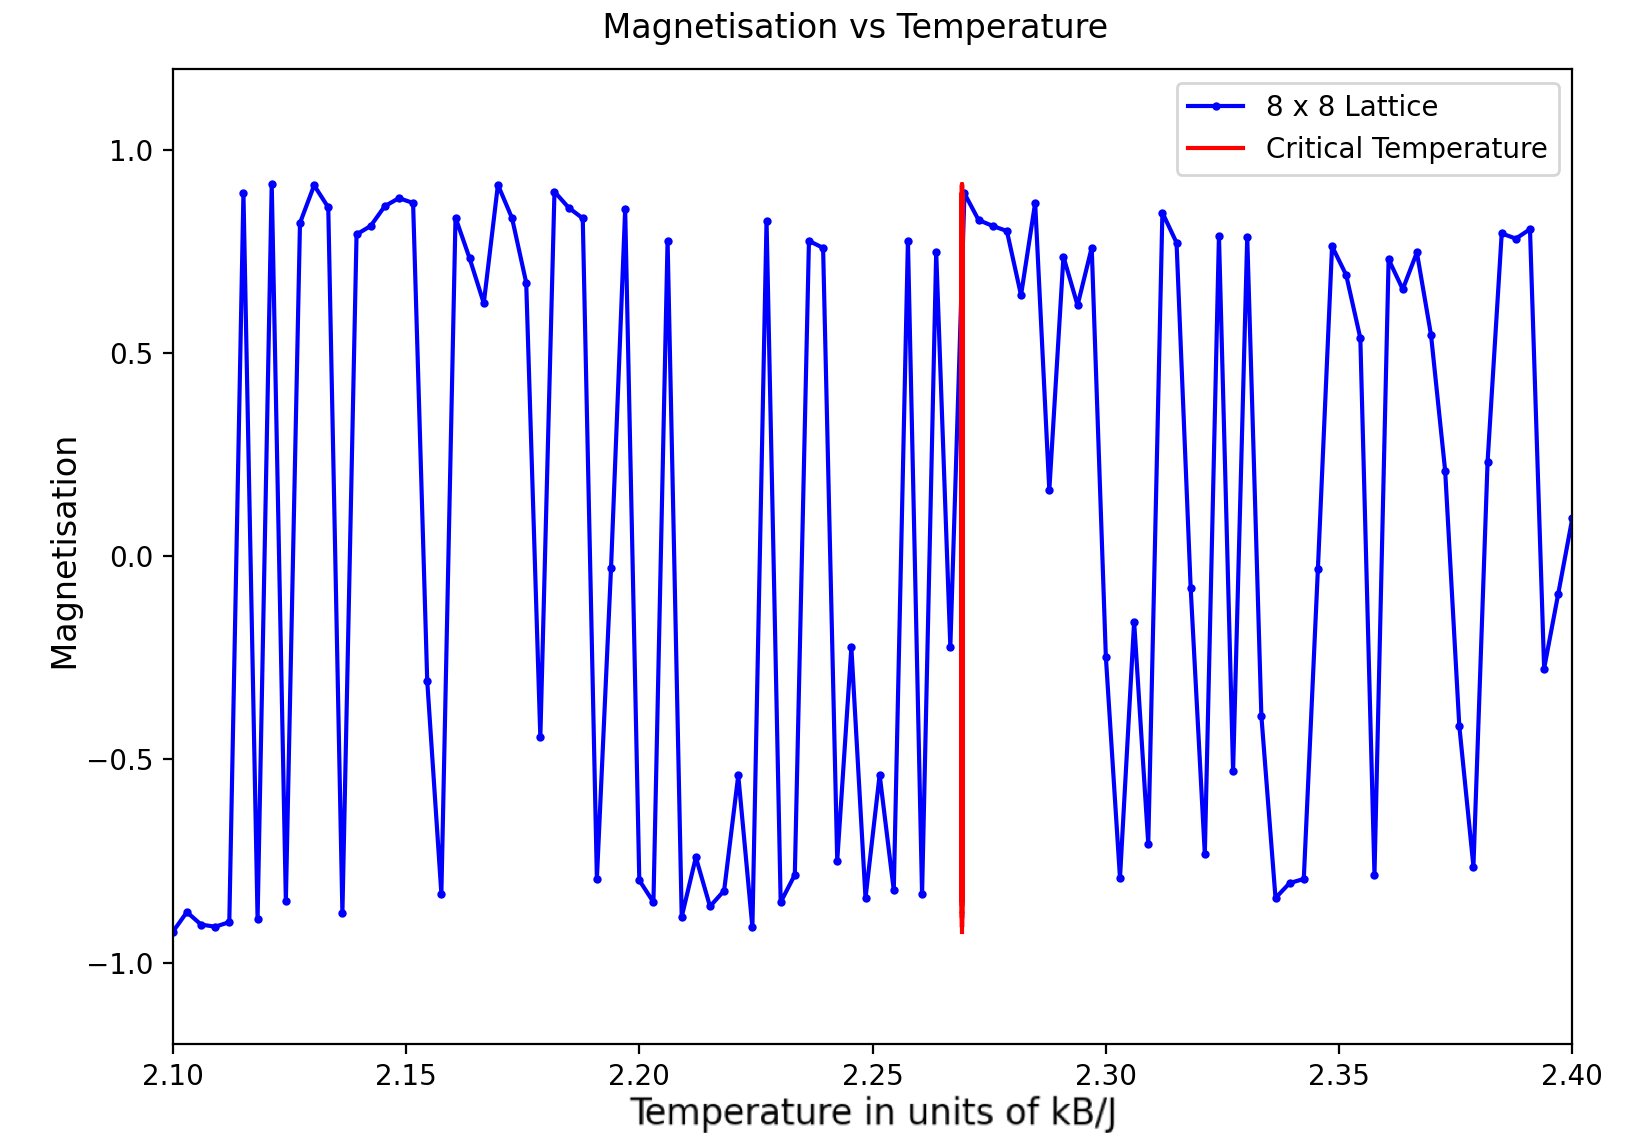 Magnetisation vs Temperature
8 x 8 Lattice
Critical Temperature
Magnetisation
1.0
0.5
0.0
−0.5
−1.0
2.10 2.15 2.20 2.25 2.30 2.35 2.40
Temperature in units of kB/J